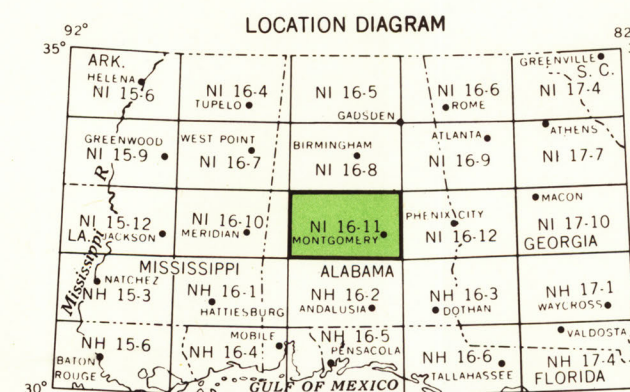 LOCATION DIAGRAM
92°
82
35°
ARK.
HELENA
NI 15-6
NI 16-4
TUPELO
NI 16-5
GADSDEN
NI 16-6
ROME
GREENVILLE
S. C.
NI 17-4
GREENWOOD
NI 15-9
WEST POINT
NI 16-7
BIRMINGHAM
NI 16-8
ATLANTA
NI 16-9
ATHENS
NI 17-7
R
NI 15-12
LA.
JACKSON
NI 16-10
MERIDIAN
NI 16-11
MONTGOMERY
PHENIX CITY
NI 16-12
MACON
NI 17-10
GEORGIA
Mississippi
MISSISSIPPI
ALABAMA
NATCHEZ
NH 15-3
NH 16-1
HATTIESBURG
NH 16-2
ANDALUSIA
NH 16-3
DOTHAN
NH 17-1
WAYCROSS
NH 15-6
BATON
ROUGE
MOBILE
NH 16-4
NH 16-5
PENSACOLA
NH 16-6
TALLAHASSEE
VALDOSTA
NH 17-4
FLORIDA
30°
GULF OF MEXICO